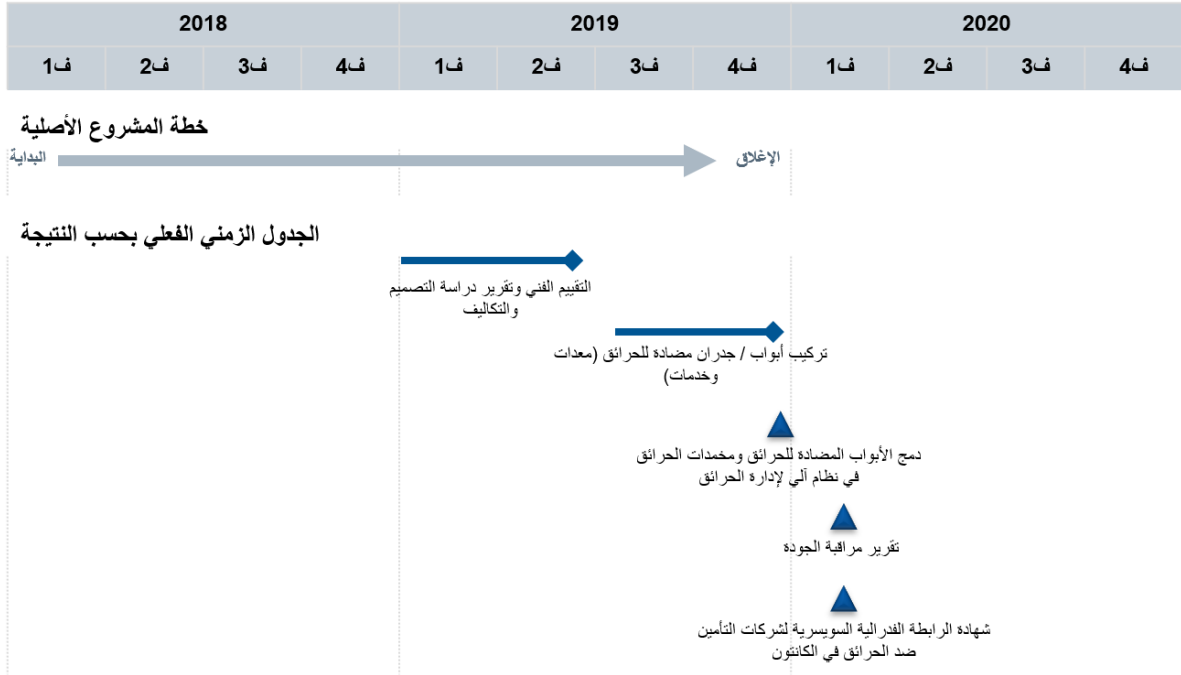 2018 2019 2020
ف1 ف2 ف3 ف4 ف1 ف2 ف3 ف4 ف1 ف2 ف3 ف4
خطة المشروع الأصلية
البداية
الإغلاق
الجدول الزمني الفعلي بحسب النتيجة
التقييم الفني وتقرير دراسة التصميم
والتكاليف
تركيب أبواب / جدران مضادة للحرائق (معدات
وخدمات)
دمج الأبواب المضادة للحرائق ومخمدات الحرائق
في نظام آلي لإدارة الحرائق
تقرير مراقبة الجودة
شهادة الرابطة الفدرالية السويسرية لشركات التأمين
ضد الحرائق في الكانتون